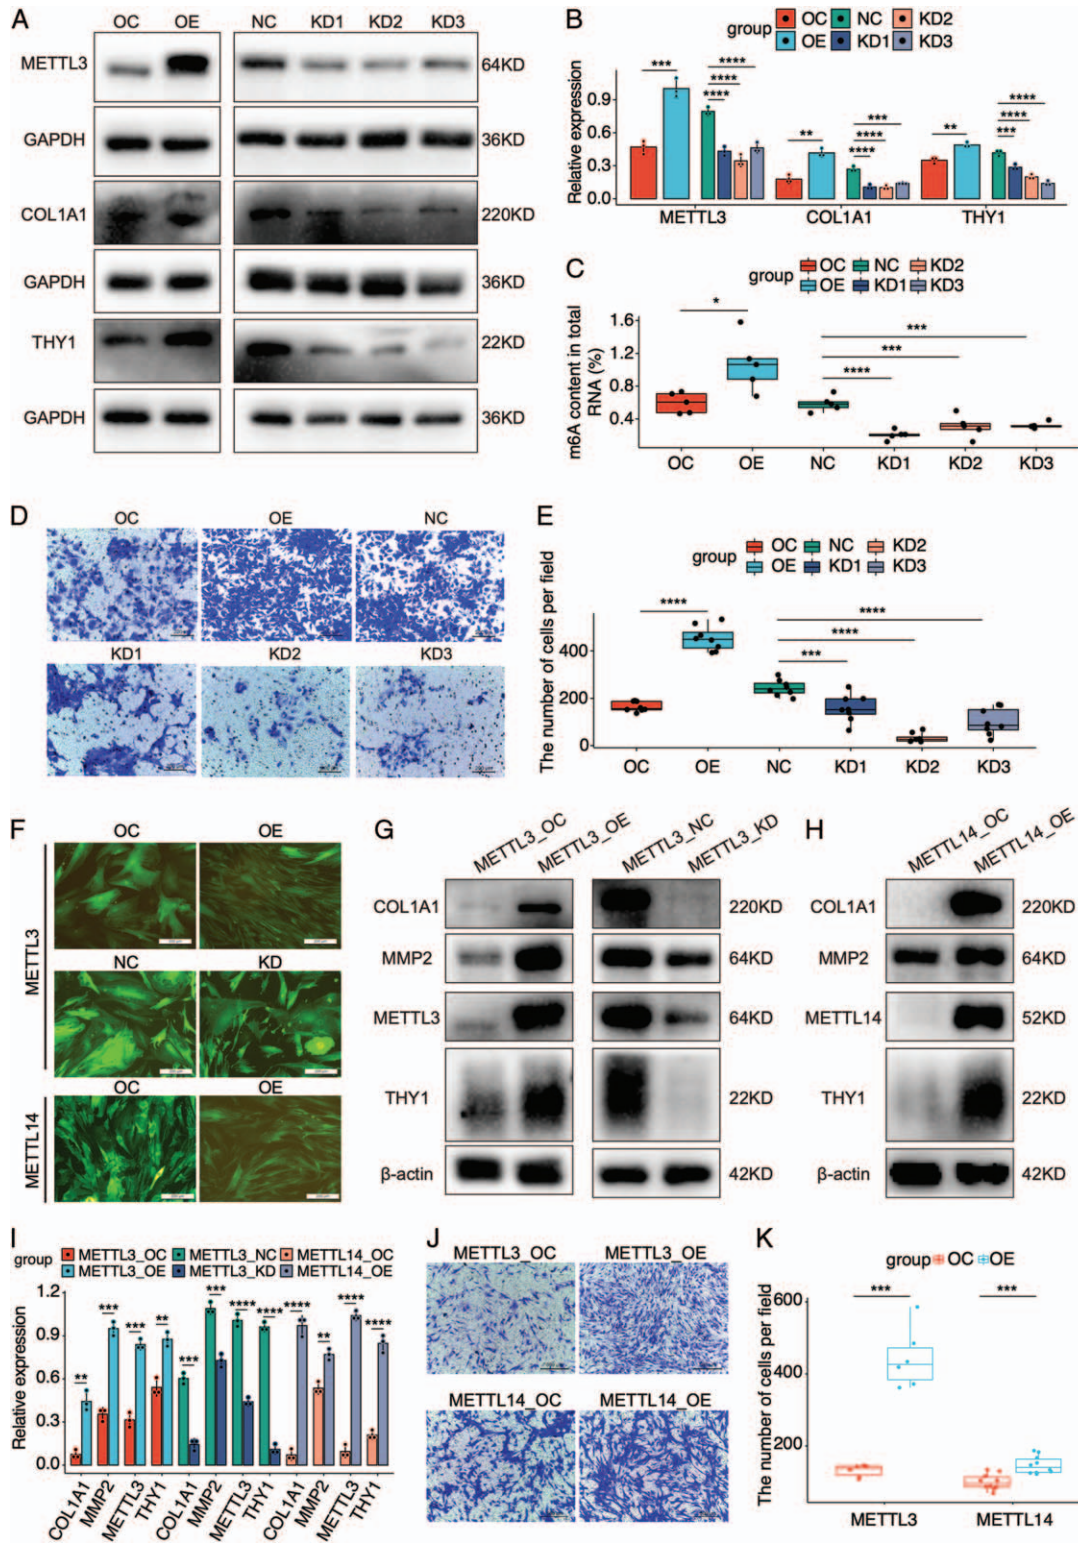 A
OC OE NC KD1 KD2 KD3
METTL3 64KD
GAPDH 36KD
COL1A1 220KD
GAPDH 36KD
THY1 22KD
GAPDH 36KD
B
group OC NC KD2
OE KD1 KD3
Relative expression
0.9
0.6
0.3
0.0
*** **** **** ****
** *** **** ****
** **** **** ***
METTL3 COL1A1 THY1
C
group OC NC KD2
OE KD1 KD3
m6A content in total
RNA (%)
1.6
1.2
0.8
0.4
*
***
***
****
OC OE NC KD1 KD2 KD3
D
OC OE NC
KD1 KD2 KD3
E
group OC NC KD2
OE KD1 KD3
The number of cells per field
400
200
0
****
****
****
***
OC OE NC KD1 KD2 KD3
F
METTL3
OC OE
NC KD
METTL14
OC OE
G
METTL3_OC METTL3_OE METTL3_NC METTL3_KD
COL1A1 220KD
MMP2 64KD
METTL3 64KD
THY1 22KD
β-actin 42KD
H
METTL14_OC METTL14_OE
COL1A1 220KD
MMP2 64KD
METTL14 52KD
THY1 22KD
β-actin 42KD
I
group METTL3_OC METTL3_NC METTL14_OC
METTL3_OE METTL3_KD METTL14_OE
Relative expression
1.2
0.9
0.6
0.3
0.0
** *** *** ** *** *** **** **** **** ** **** ****
COL1A1 MMP2 METTL3 THY1 COL1A1 MMP2 METTL3 THY1 COL1A1 MMP2 METTL3 THY1
J
METTL3_OC METTL3_OE
METTL14_OC METTL14_OE
K
group OC OE
The number of cells per field
600
400
200
*** ***
METTL3 METTL14